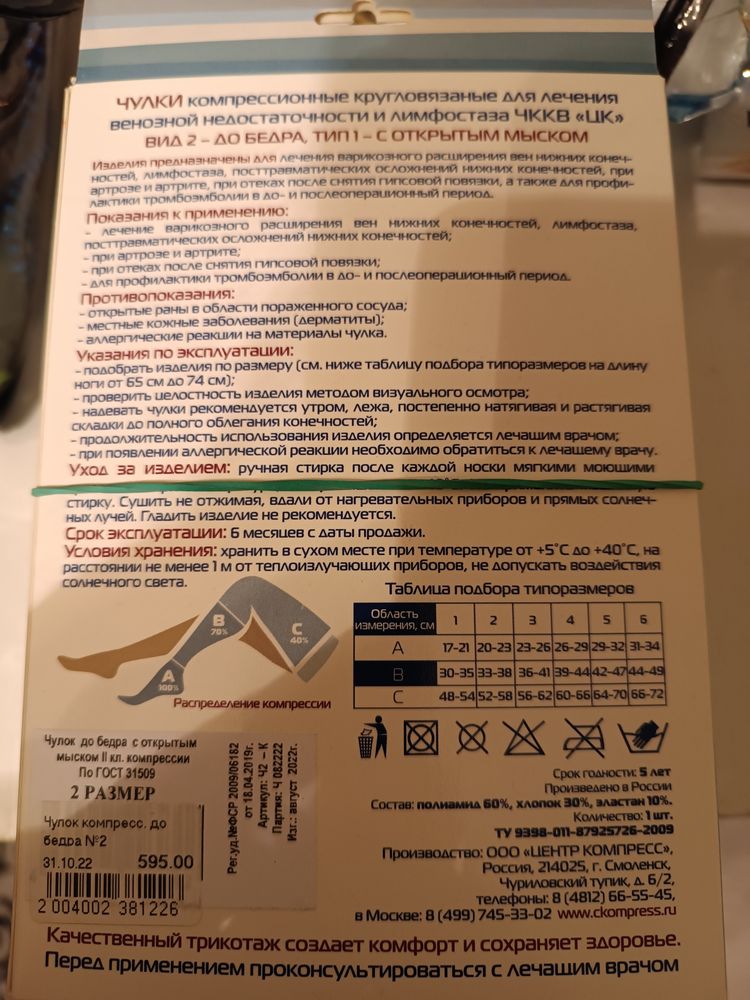 ЧУЛКИ компрессионные кругловязаные для лечения
венозной недостаточности и лимфостаза ЧККВ «ЦК»
ВИД 2 – ДО БЕДРА, ТИП 1 – С ОТКРЫТЫМ МЫСКОМ
Изделия предназначены для лечения варикозного расширения вен нижних конеч-
ностей, лимфостаза, посттравматических осложнений нижних конечностей, при
артрозе и артрите, при отеках после снятия гипсовой повязки, а также для профи-
лактики тромбоэмболии в до- и послеоперационный период.
Показания к применению:
- лечение варикозного расширения вен нижних конечностей, лимфостаза,
посттравматических осложнений нижних конечностей;
- при артрозе и артрите;
- при отеках после снятия гипсовой повязки;
- для профилактики тромбоэмболии в до- и послеоперационный период.
Противопоказания:
- открытые раны в области пораженного сосуда;
- местные кожные заболевания (дерматиты);
- аллергические реакции на материалы чулка.
Указания по эксплуатации:
- подобрать изделия по размеру (см. ниже таблицу подбора типоразмеров на длину
ноги от 65 см до 74 см);
- проверить целостность изделия методом визуального осмотра;
- надевать чулки рекомендуется утром, лежа, постепенно натягивая и растягивая
складки до полного облегания конечностей;
- продолжительность использования изделия определяется лечащим врачом;
- при появлении аллергической реакции необходимо обратиться к лечащему врачу.
Уход за изделием: ручная стирка после каждой носки мягкими моющими
стирку. Сушить не отжимая, вдали от нагревательных приборов и прямых солнеч-
ных лучей. Гладить изделие не рекомендуется.
Срок эксплуатации: 6 месяцев с даты продажи.
Условия хранения: хранить в сухом месте при температуре от +5°С до +40°С, на
расстоянии не менее 1 м от теплоизлучающих приборов, не допускать воздействия
солнечного света.
Таблица подбора типоразмеров
Область измерения, см 1 2 3 4 5 6
A 17-21 20-23 23-26 26-29 29-32 31-34
B 30-35 33-38 36-41 39-44 42-47 44-49
C 48-54 52-58 56-62 60-66 64-70 66-72
B
70%
C
40%
A
100%
Распределение компрессии
Чулок до бедра с открытым
мыском II кл. компрессии
По ГОСТ 31509
2 РАЗМЕР
Чулок компресс. до
бедра №2
31.10.22 595.00
2 004002 381226
Рег.уд.№ФСР 2009/06182
от 18.04.2019г.
Артикул: Ч2 – К
Партия: Ч 082222
Изг.: август 2022г.
Срок годности: 5 лет
Произведено в России
Состав: полиамид 60%, хлопок 30%, эластан 10%.
Количество: 1 шт.
ТУ 9398-011-87925726-2009
Производство: ООО «ЦЕНТР КОМПРЕСС»,
Россия, 214025, г. Смоленск,
Чуриловский тупик, д. 6/2,
телефоны: 8 (4812) 66-55-45,
в Москве: 8 (499) 745-33-02 www.ckompress.ru
Качественный трикотаж создает комфорт и сохраняет здоровье.
Перед применением проконсультироваться с лечащим врачом